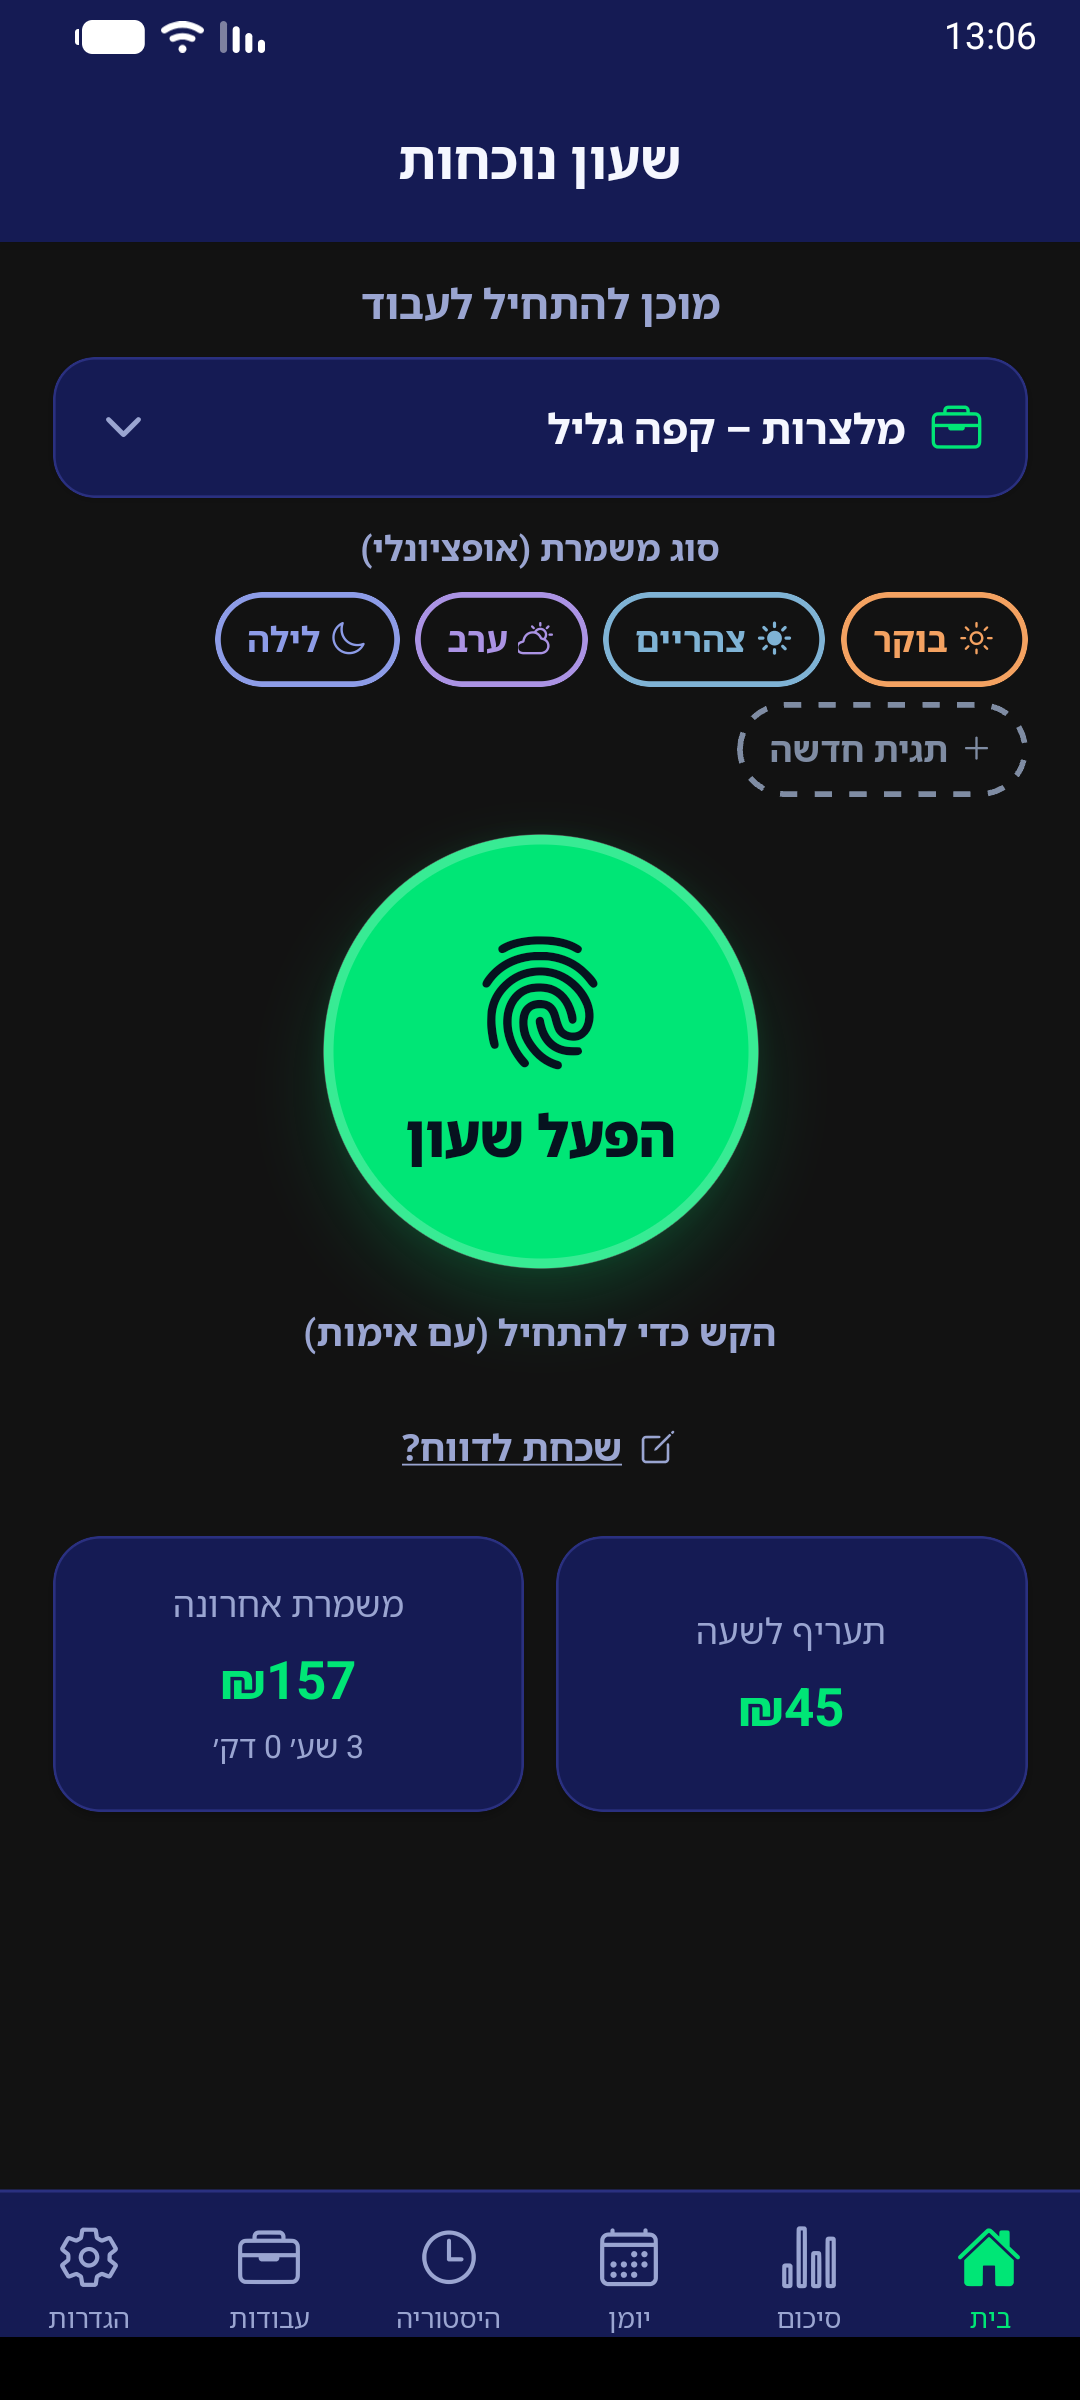 13:06
שעון נוכחות
מוכן להתחיל לעבוד
מלצרות – קפה גליל
סוג משמרת (אופציונלי)
בוקר
צהריים
ערב
לילה
תגית חדשה
הפעל שעון
הקש כדי להתחיל (עם אימות)
שכחת לדווח?
תעריף לשעה
₪45
משמרת אחרונה
₪157
3 שע׳ 0 דק׳
בית
סיכום
יומן
היסטוריה
עבודות
הגדרות